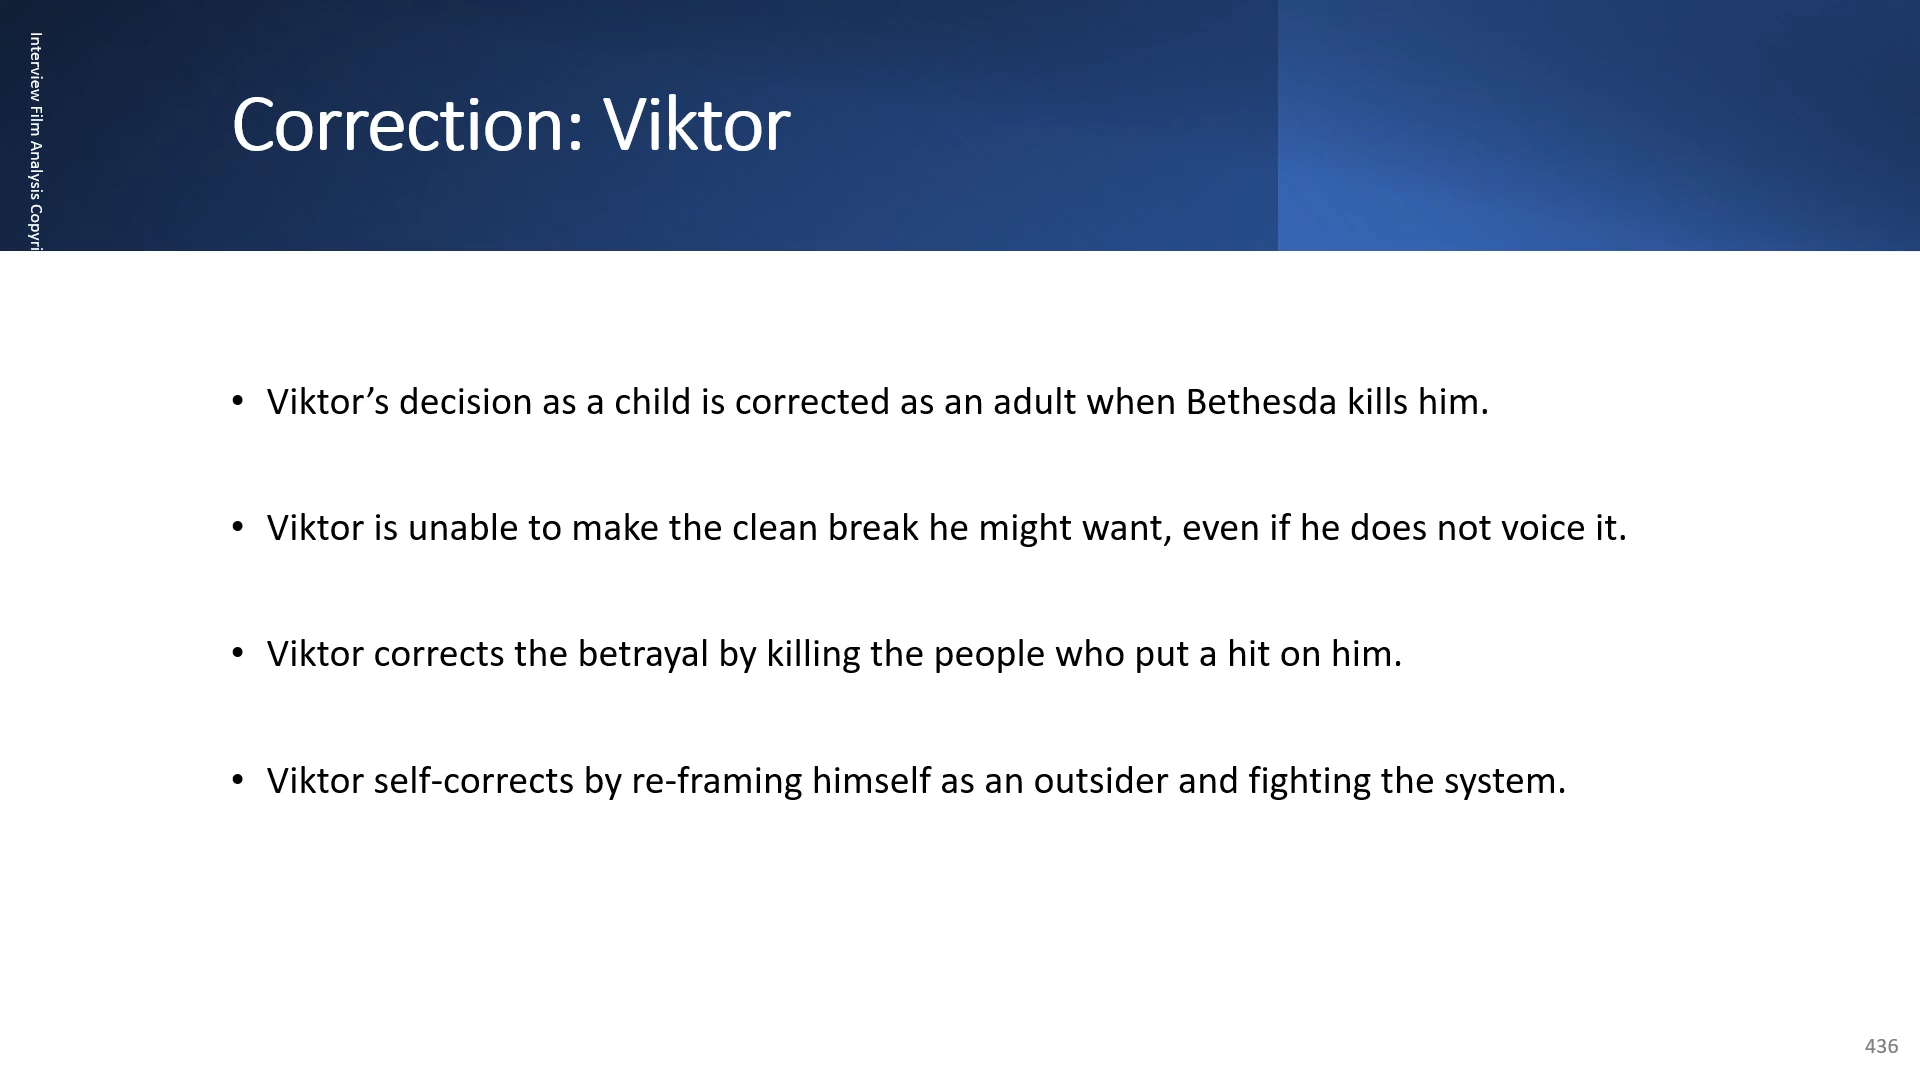 Interview Film Analysis Copyri
Correction: Viktor
• Viktor’s decision as a child is corrected as an adult when Bethesda kills him.
• Viktor is unable to make the clean break he might want, even if he does not voice it.
• Viktor corrects the betrayal by killing the people who put a hit on him.
• Viktor self-corrects by re-framing himself as an outsider and fighting the system.
436